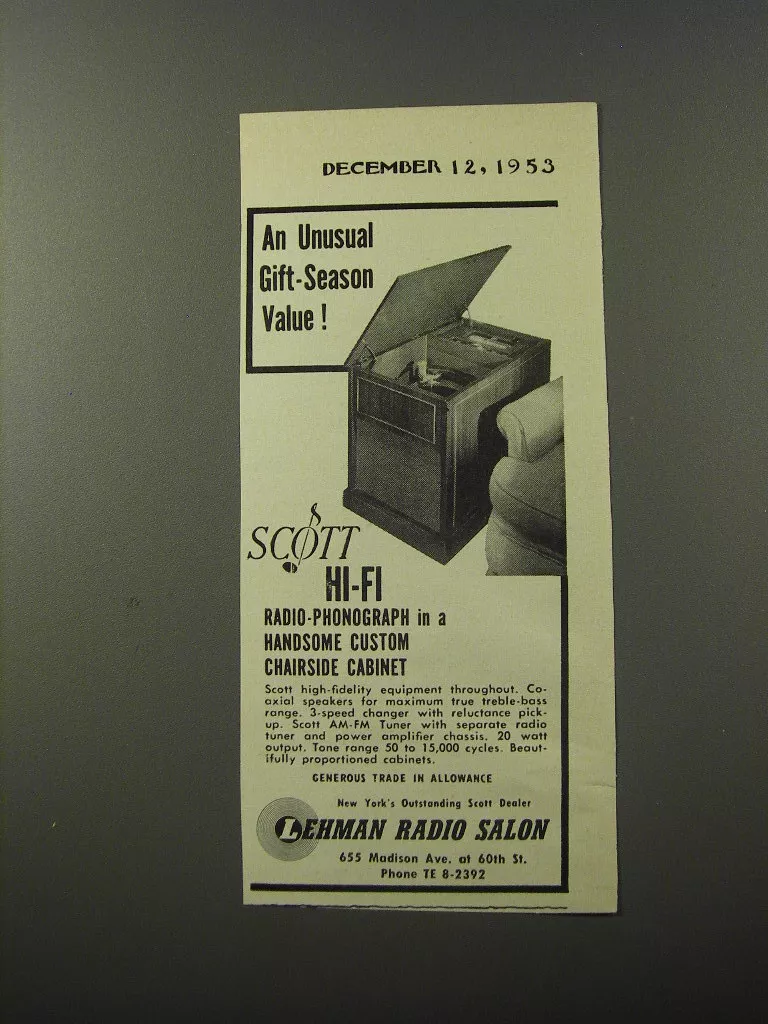 DECEMBER 12, 1953
An Unusual
Gift-Season
Value!
SCOTT
HI-FI
RADIO-PHONOGRAPH in a
HANDSOME CUSTOM
CHAIRSIDE CABINET
Scott high-fidelity equipment throughout. Co-
axial speakers for maximum true treble-bass
range. 3-speed changer with reluctance pick-
up. Scott AM-FM Tuner with separate radio
tuner and power amplifier chassis. 20 watt
output. Tone range 50 to 15,000 cycles. Beaut-
ifully proportioned cabinets.
GENEROUS TRADE IN ALLOWANCE
New York's Outstanding Scott Dealer
LEHMAN RADIO SALON
655 Madison Ave. at 60th St.
Phone TE 8-2392